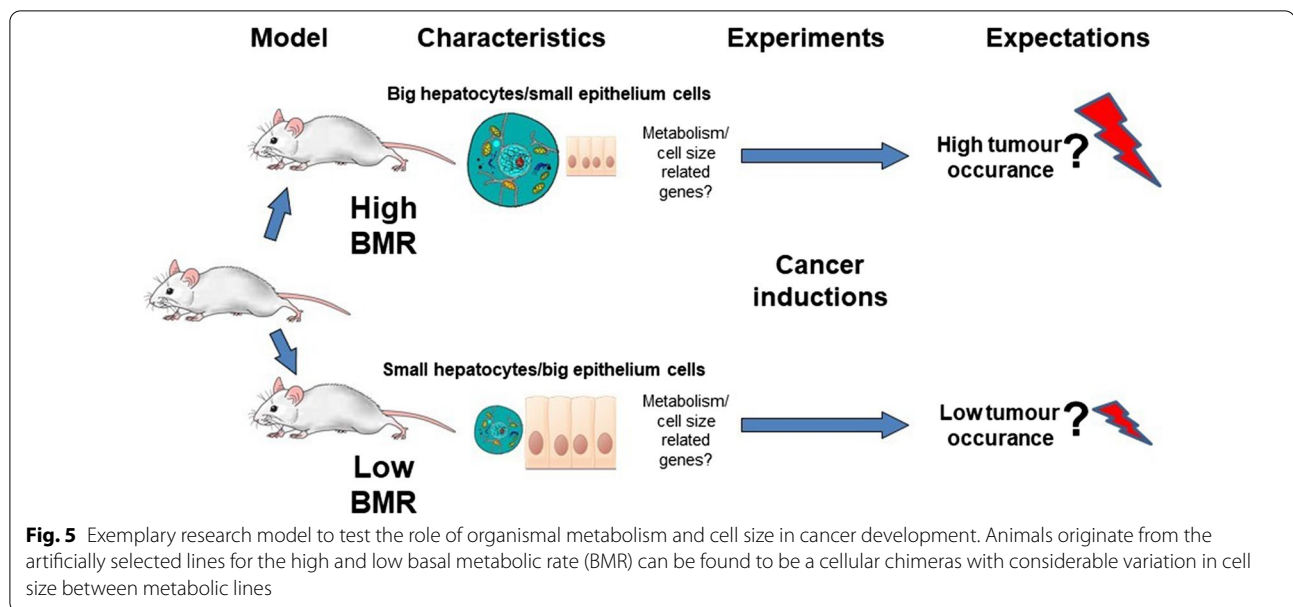 Model Characteristics Experiments Expectations
Big hepatocytes/small epithelium cells
Metabolism/
cell size
related
genes?
High tumour
occurance
?
High
BMR
Cancer
inductions
Small hepatocytes/big epithelium cells
Metabolism/
cell size
related
genes?
Low tumour
occurance
?
Low
BMR
Fig. 5 Exemplary research model to test the role of organismal metabolism and cell size in cancer development. Animals originate from the
artificially selected lines for the high and low basal metabolic rate (BMR) can be found to be a cellular chimeras with considerable variation in cell
size between metabolic lines